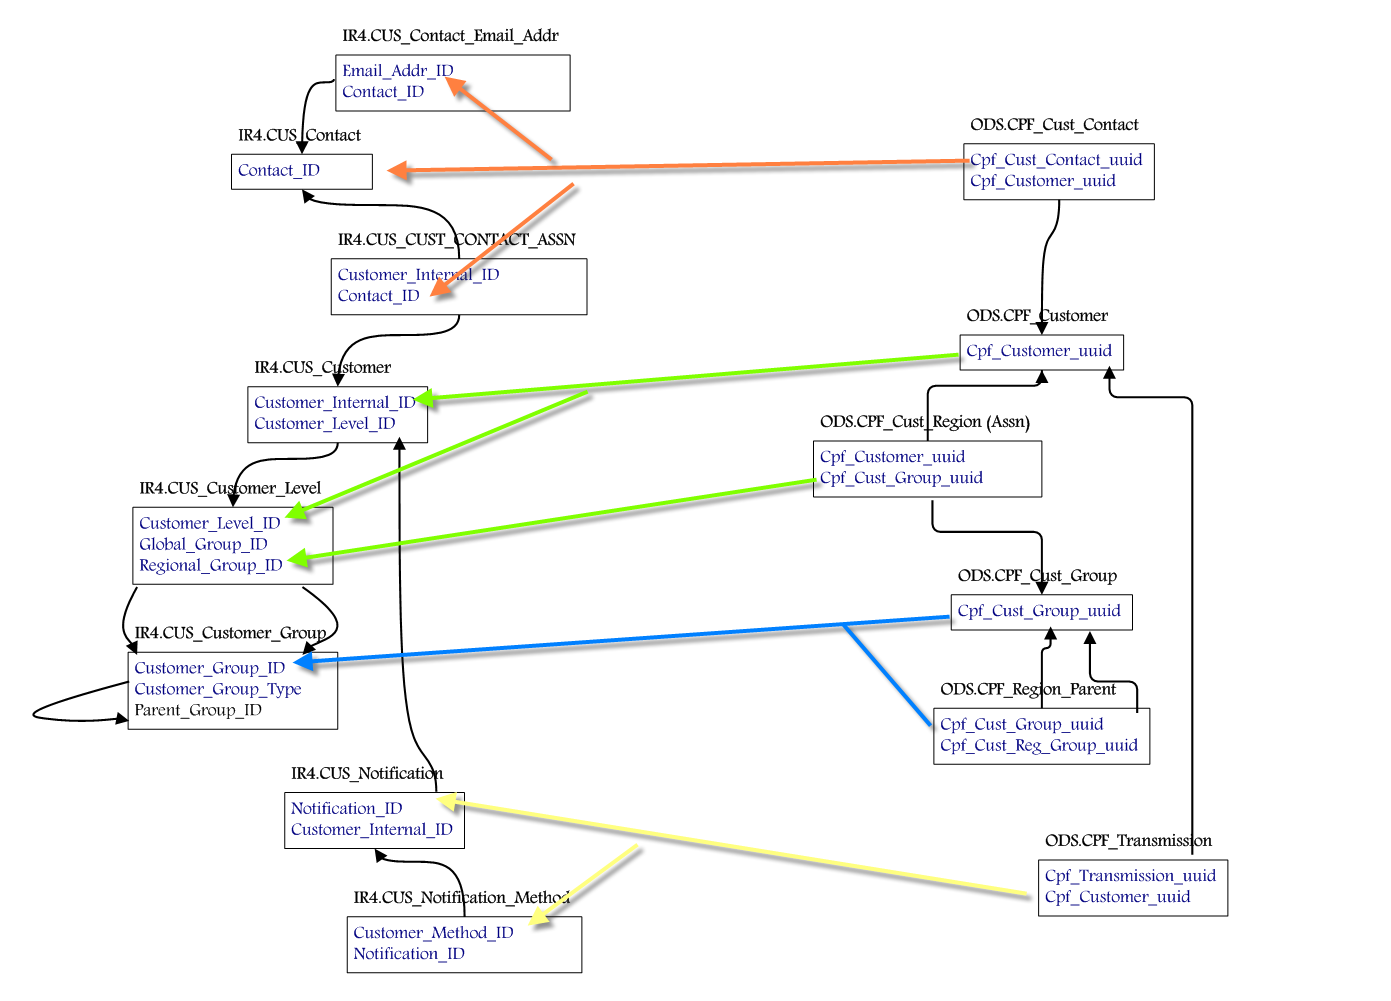 IR4.CUS_Contact_Email_Addr
Email_Addr_ID
Contact_ID
IR4.CUS_Contact
Contact_ID
IR4.CUS_CUST_CONTACT_ASSN
Customer_Internal_ID
Contact_ID
IR4.CUS_Customer
Customer_Internal_ID
Customer_Level_ID
IR4.CUS_Customer_Level
Customer_Level_ID
Global_Group_ID
Regional_Group_ID
IR4.CUS_Customer_Group
Customer_Group_ID
Customer_Group_Type
Parent_Group_ID
IR4.CUS_Notification
Notification_ID
Customer_Internal_ID
IR4.CUS_Notification_Method
Customer_Method_ID
Notification_ID
ODS.CPF_Cust_Contact
Cpf_Cust_Contact_uuid
Cpf_Customer_uuid
ODS.CPF_Customer
Cpf_Customer_uuid
ODS.CPF_Cust_Region (Assn)
Cpf_Customer_uuid
Cpf_Cust_Group_uuid
ODS.CPF_Cust_Group
Cpf_Cust_Group_uuid
ODS.CPF_Region_Parent
Cpf_Cust_Group_uuid
Cpf_Cust_Reg_Group_uuid
ODS.CPF_Transmission
Cpf_Transmission_uuid
Cpf_Customer_uuid